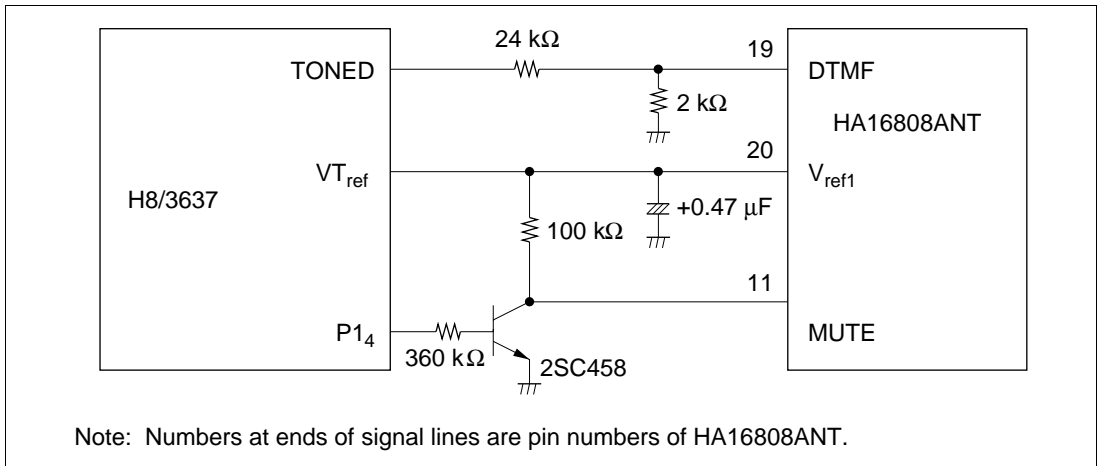 24 kΩ
19
TONED
DTMF
2 kΩ
HA16808ANT
20
VT_ref
V_ref1
H8/3637
+0.47 µF
100 kΩ
11
P1_4
MUTE
360 kΩ
2SC458
Note: Numbers at ends of signal lines are pin numbers of HA16808ANT.